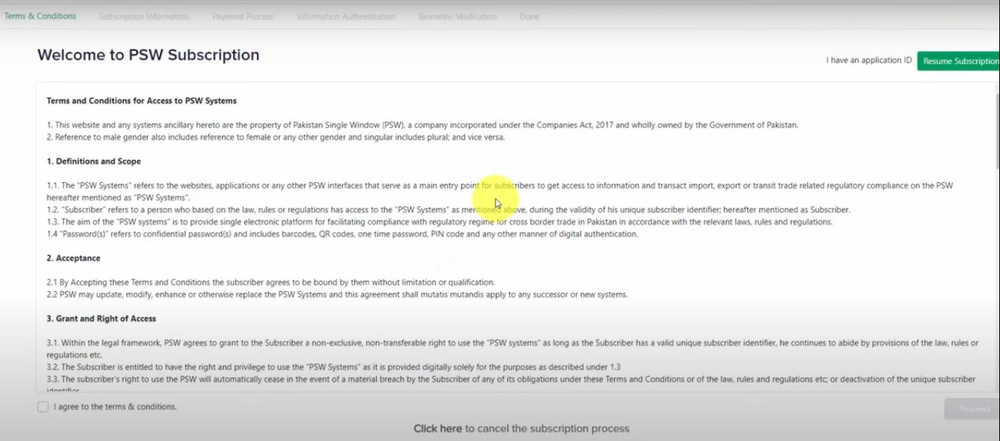 Terms & Conditions Subscription Information Payment Process Information Authentication Biometric Verification Done
Welcome to PSW Subscription
I have an application ID Resume Subscription
Terms and Conditions for Access to PSW Systems
1. This website and any systems ancillary hereto are the property of Pakistan Single Window (PSW), a company incorporated under the Companies Act, 2017 and wholly owned by the Government of Pakistan.
2. Reference to male gender also includes reference to female or any other gender and singular includes plural; and vice versa.
1. Definitions and Scope
1.1. The "PSW Systems" refers to the websites, applications or any other PSW interfaces that serve as a main entry point for subscribers to get access to information and transact import, export or transit trade related regulatory compliance on the PSW
hereafter mentioned as "PSW Systems".
1.2. "Subscriber" refers to a person who based on the law, rules or regulations has access to the "PSW Systems" as mentioned above, during the validity of his unique subscriber identifier; hereafter mentioned as Subscriber.
1.3. The aim of the "PSW systems" is to provide single electronic platform for facilitating compliance with regulatory regime for cross border trade in Pakistan in accordance with the relevant laws, rules and regulations.
1.4 "Password(s)" refers to confidential password(s) and includes barcodes, QR codes, one time password, PIN code and any other manner of digital authentication.
2. Acceptance
2.1 By Accepting these Terms and Conditions the subscriber agrees to be bound by them without limitation or qualification.
2.2 PSW may update, modify, enhance or otherwise replace the PSW Systems and this agreement shall mutatis mutandis apply to any successor or new systems.
3. Grant and Right of Access
3.1. Within the legal framework, PSW agrees to grant to the Subscriber a non-exclusive, non-transferable right to use the "PSW systems" as long as the Subscriber has a valid unique subscriber identifier, he continues to abide by provisions of the law, rules or
regulations etc.
3.2. The Subscriber is entitled to have the right and privilege to use the "PSW Systems" as it is provided digitally solely for the purposes as described under 1.3
3.3. The subscriber's right to use the PSW will automatically cease in the event of a material breach by the Subscriber of any of its obligations under these Terms and Conditions or of the law, rules and regulations etc; or deactivation of the unique subscriber
identifier
I agree to the terms & conditions.
Proceed
Click here to cancel the subscription process